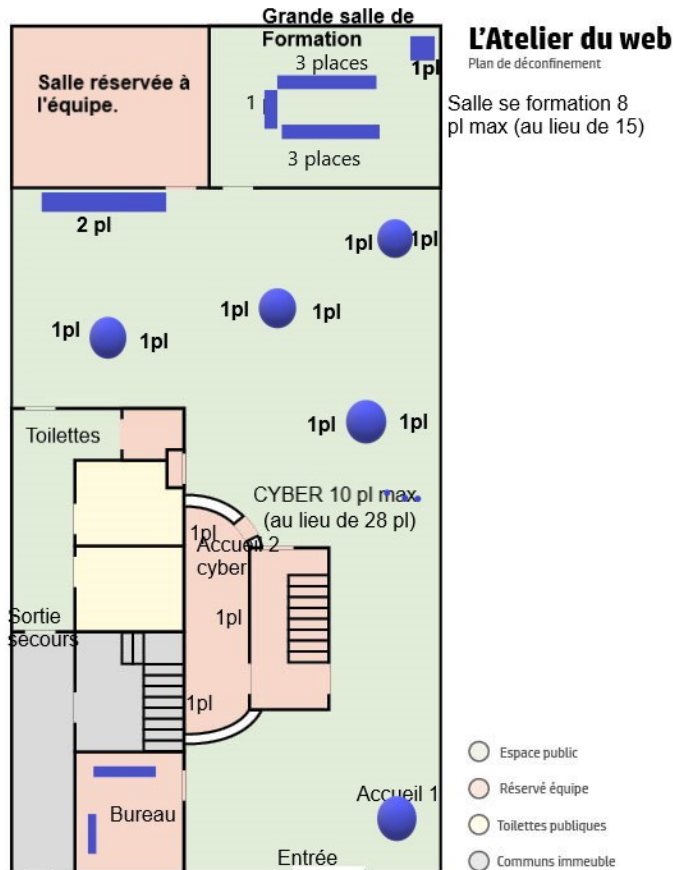 Grande salle de
Formation
L'Atelier du web
Plan de déconfinement
Salle réservée à
l'équipe.
3 places
1pl
1
3 places
Salle se formation 8
pl max (au lieu de 15)
2 pl
1pl
1pl
1pl
1pl
1pl
1pl
1pl
1pl
Toilettes
CYBER 10 pl max.
(au lieu de 28 pl)
1pl
Accueil 2
cyber
1pl
Sortie
secours
1pl
Bureau
Accueil 1
Entrée
Espace public
Réservé équipe
Toilettes publiques
Communs immeuble